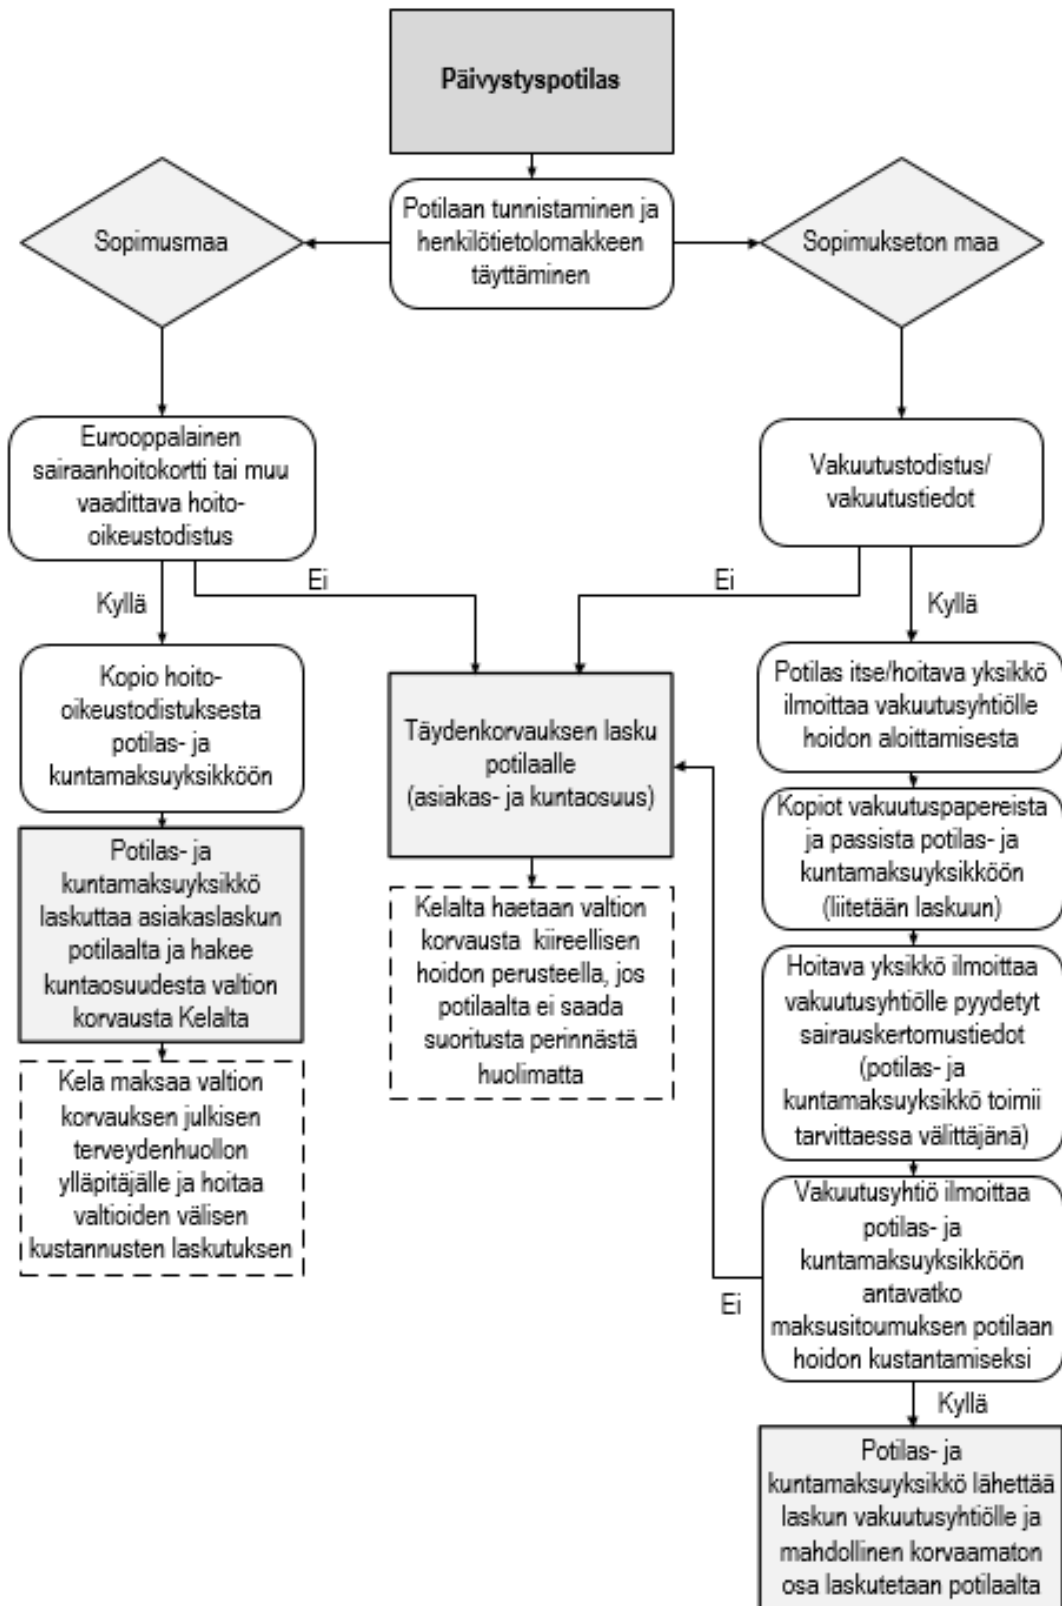 Päivystyspotilas
Potilaan tunnistaminen ja
henkilötietolomakkeen
täyttäminen
Sopimusmaa
Sopimukseton maa
Eurooppalainen
sairaanhoitokortti tai muu
vaadittava hoito-
oikeustodistus
Vakuutustodistus/
vakuutustiedot
Ei
Ei
Kyllä
Kyllä
Kopio hoito-
oikeustodistuksesta
potilas- ja
kuntamaksuyksikköön
Potilas- ja
kuntamaksuyksikkö
laskuttaa asiakaslaskun
potilaalta ja hakee
kuntaosuudesta valtion
korvausta Kelalta
Kela maksaa valtion
korvauksen julkisen
terveydenhuollon
ylläpitäjälle ja hoitaa
valtioiden välisen
kustannusten laskutuksen
Täydenkorvauksen lasku
potilaalle
(asiakas- ja kuntaosuus)
Kelalta haetaan valtion
korvausta kiireellisen
hoidon perusteella, jos
potilaalta ei saada
suoritusta perinnästä
huolimatta
Potilas itse/hoitava yksikkö
ilmoittaa vakuutusyhtiölle
hoidon aloittamisesta
Kopiot vakuutuspapereista
ja passista potilas- ja
kuntamaksuyksikköön
(liitetään laskuun)
Hoitava yksikkö ilmoittaa
vakuutusyhtiölle pyydetyt
sairauskertomustiedot
(potilas- ja
kuntamaksuyksikkö toimii
tarvittaessa välittäjänä)
Vakuutusyhtiö ilmoittaa
potilas- ja
kuntamaksuyksikköön
antavatko
maksusitoumuksen potilaan
hoidon kustantamiseksi
Ei
Kyllä
Potilas- ja
kuntamaksuyksikkö lähettää
laskun vakuutusyhtiölle ja
mahdollinen korvaamaton
osa laskutetaan potilaalta